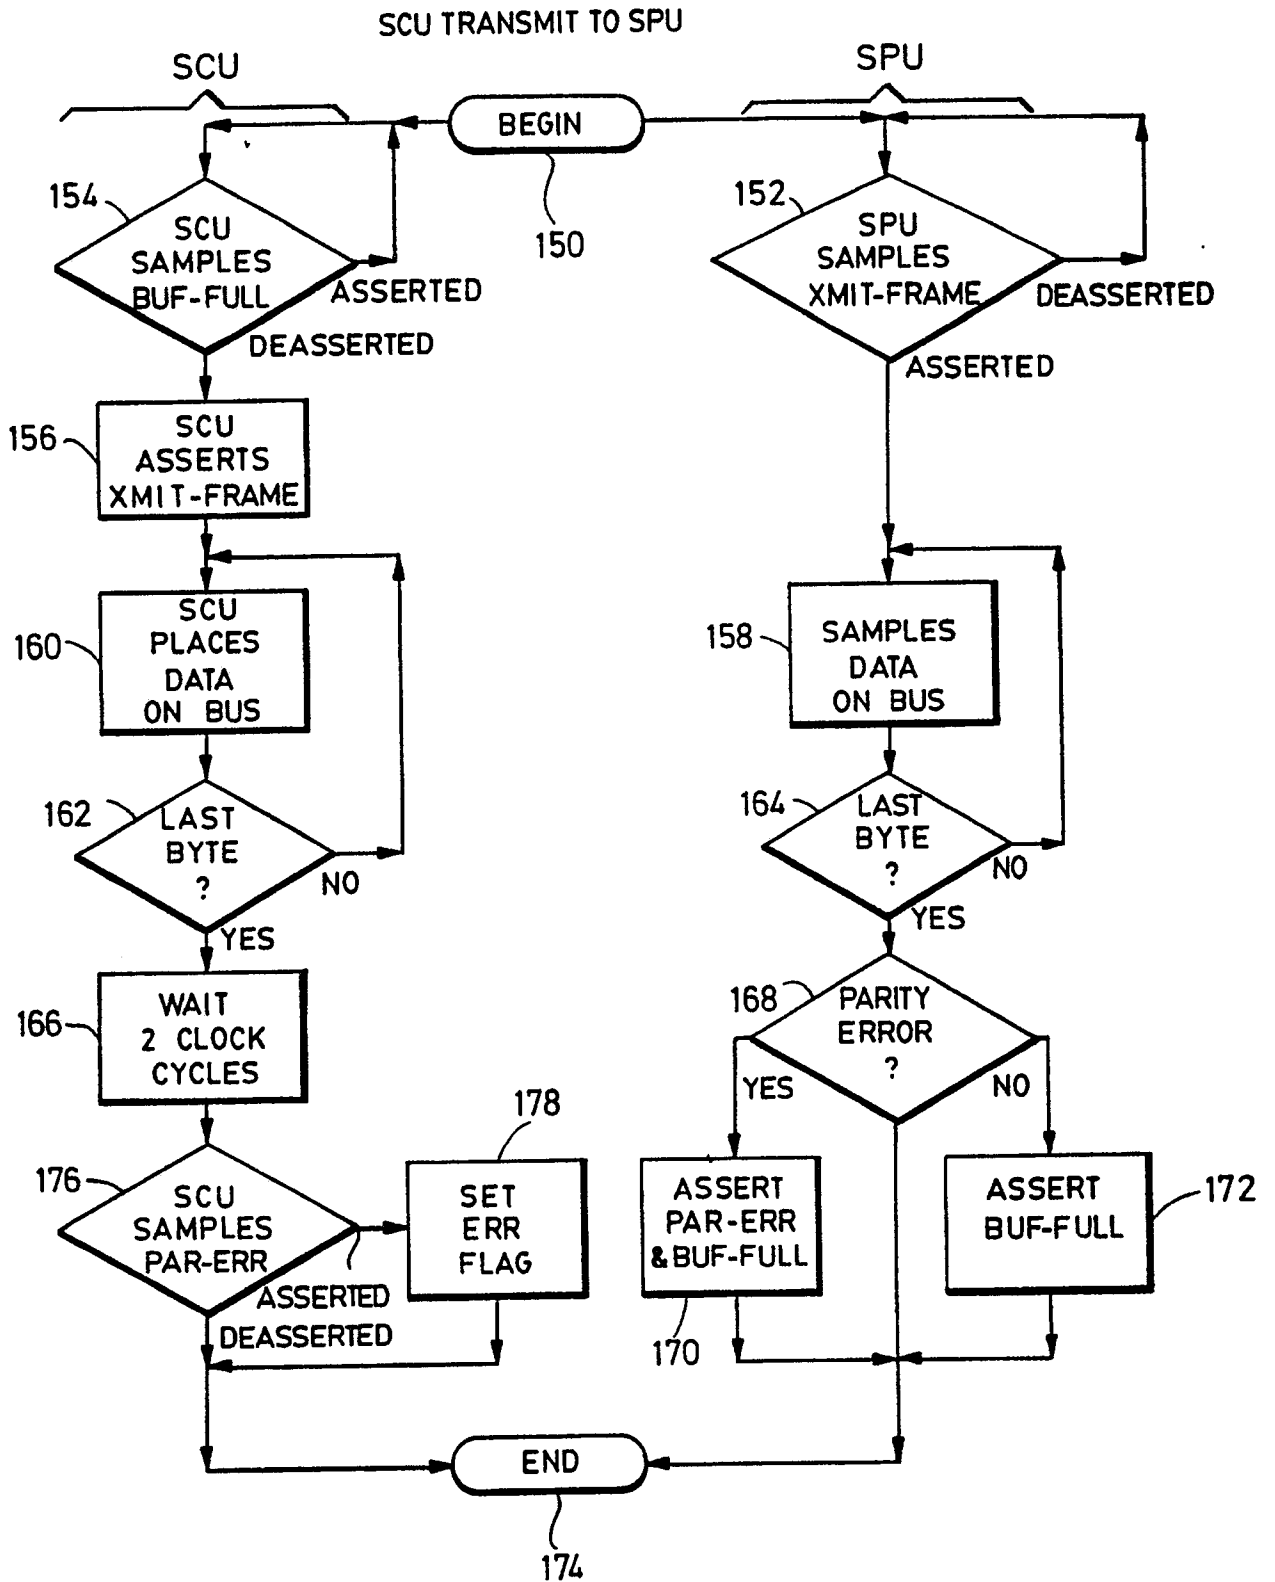 SCU TRANSMIT TO SPU
SCU
SPU
BEGIN
150
154
SCU
SAMPLES
BUF-FULL
ASSERTED
DEASSERTED
152
SPU
SAMPLES
XMIT-FRAME
DEASSERTED
ASSERTED
156
SCU
ASSERTS
XMIT-FRAME
160
SCU
PLACES
DATA
ON BUS
158
SAMPLES
DATA
ON BUS
162
LAST
BYTE
?
NO
YES
164
LAST
BYTE
?
NO
YES
166
WAIT
2 CLOCK
CYCLES
168
PARITY
ERROR
?
YES
NO
176
SCU
SAMPLES
PAR-ERR
ASSERTED
DEASSERTED
178
SET
ERR
FLAG
ASSERT
PAR-ERR
& BUF-FULL
170
ASSERT
BUF-FULL
172
END
174